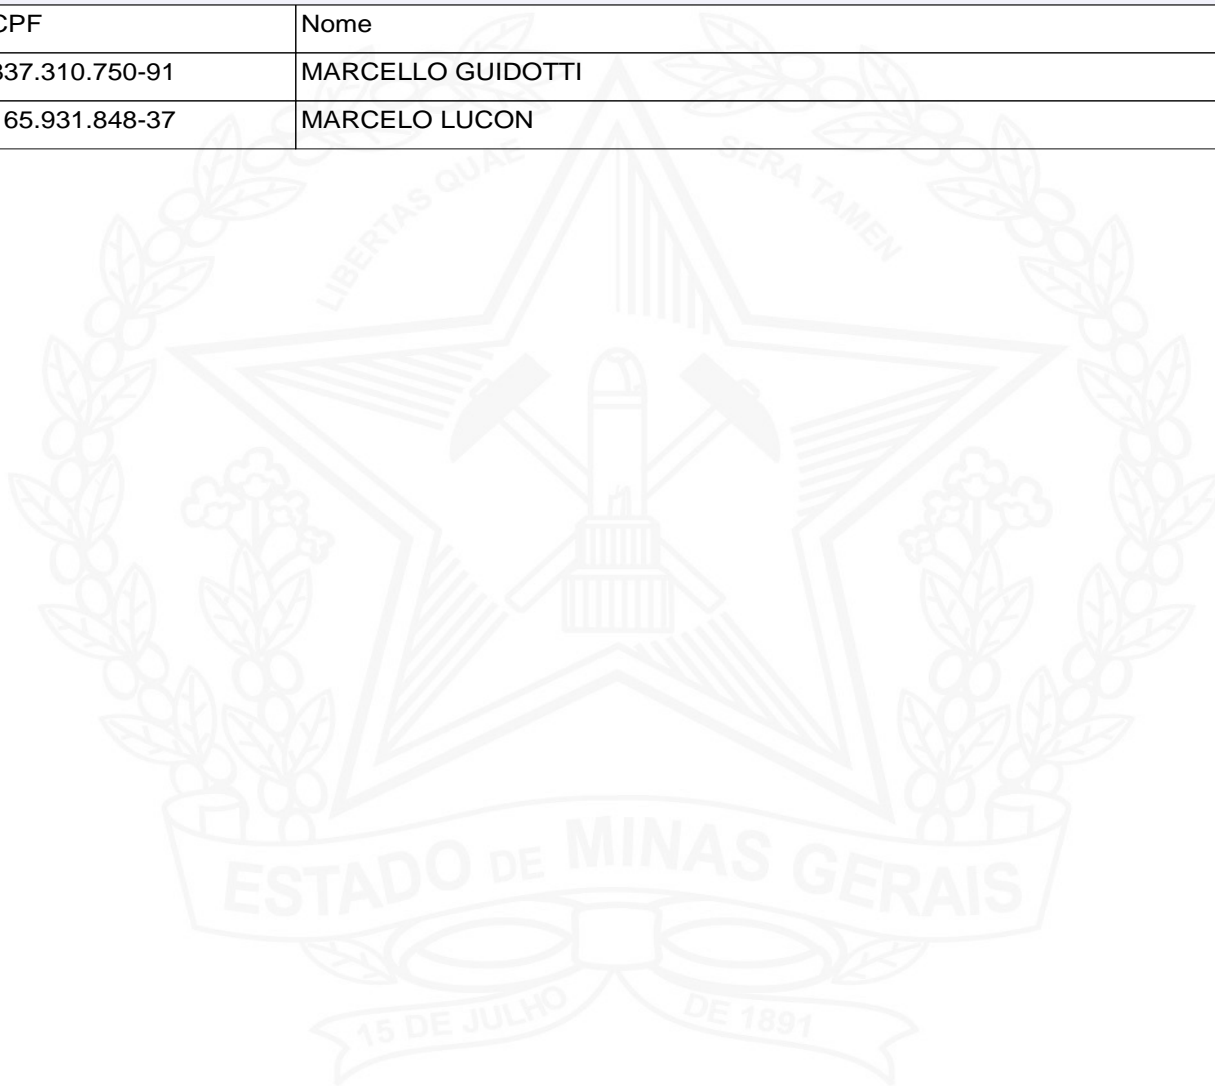 CPF Nome
37.310.750-91 MARCELLO GUIDOTTI
65.931.848-37 MARCELO LUCON
LIBERTAS QUAE SERA TAMEN
ESTADO DE MINAS GERAIS
15 DE JULHO DE 1891